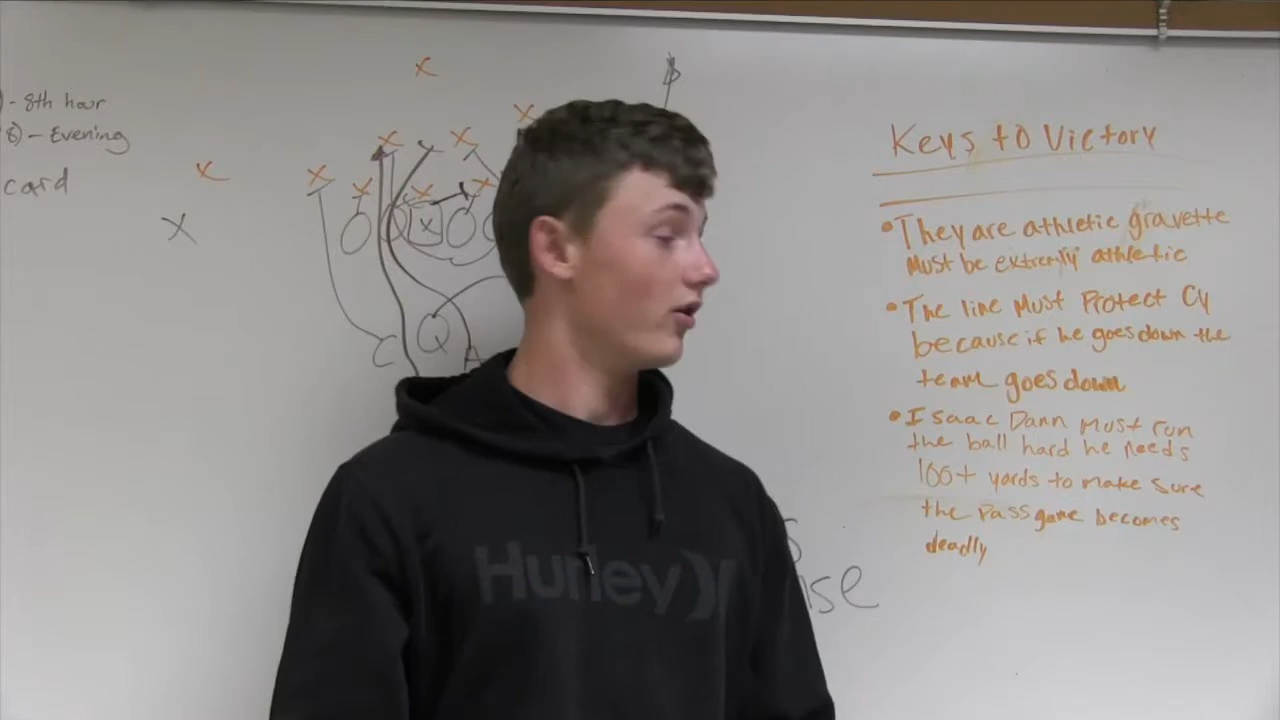 - 8th hour
- Evening
card
X
X
X
X
X
X
X
X
X
X
X
X
C
Q
A
B
Hurley
Keys to Victory
• They are athletic gravette
Must be extremly athletic
• The line Must Protect Cy
because if he goes down the
team goes down
• Isaac Dann Must run
the ball hard he needs
100+ yards to make sure
the Pass game becomes
deadly